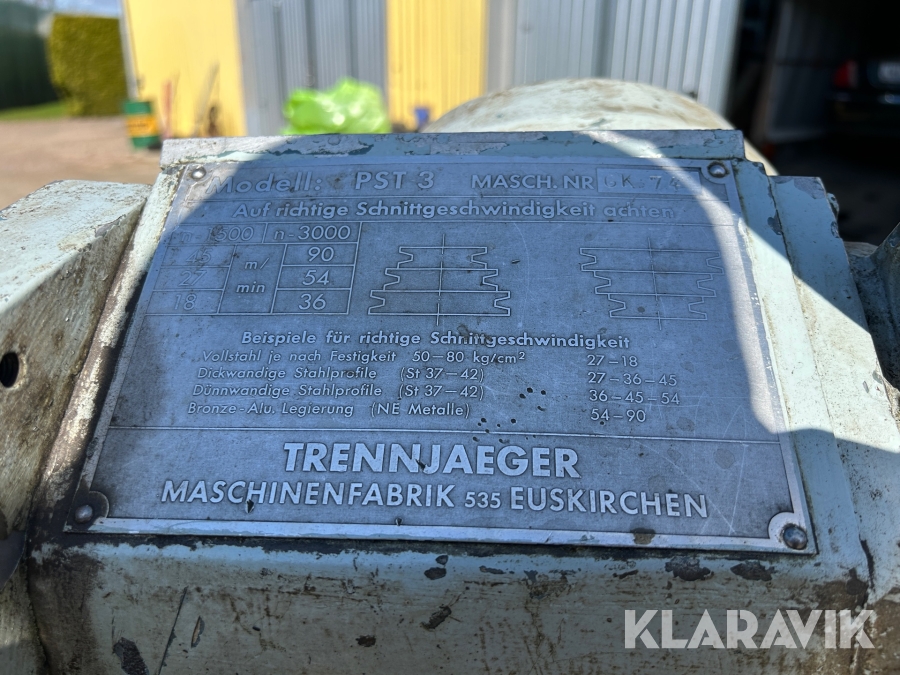 Modell: PST 3 MASCH. NR
Auf richtige Schnittgeschwindigkeit achten
n-3000
45 m/ 90
27 min 54
18 36
Beispiele für richtige Schnittgeschwindigkeit
Vollstahl je nach Festigkeit 50-80 kg/cm² 27-18
Dickwandige Stahlprofile (St 37-42) 27-36-45
Dünnwandige Stahlprofile (St 37-42) 36-45-54
Bronze-Alu. Legierung (NE Metalle) 54-90
TRENNJAEGER
MASCHINENFABRIK 535 EUSKIRCHEN
KLARAVIK